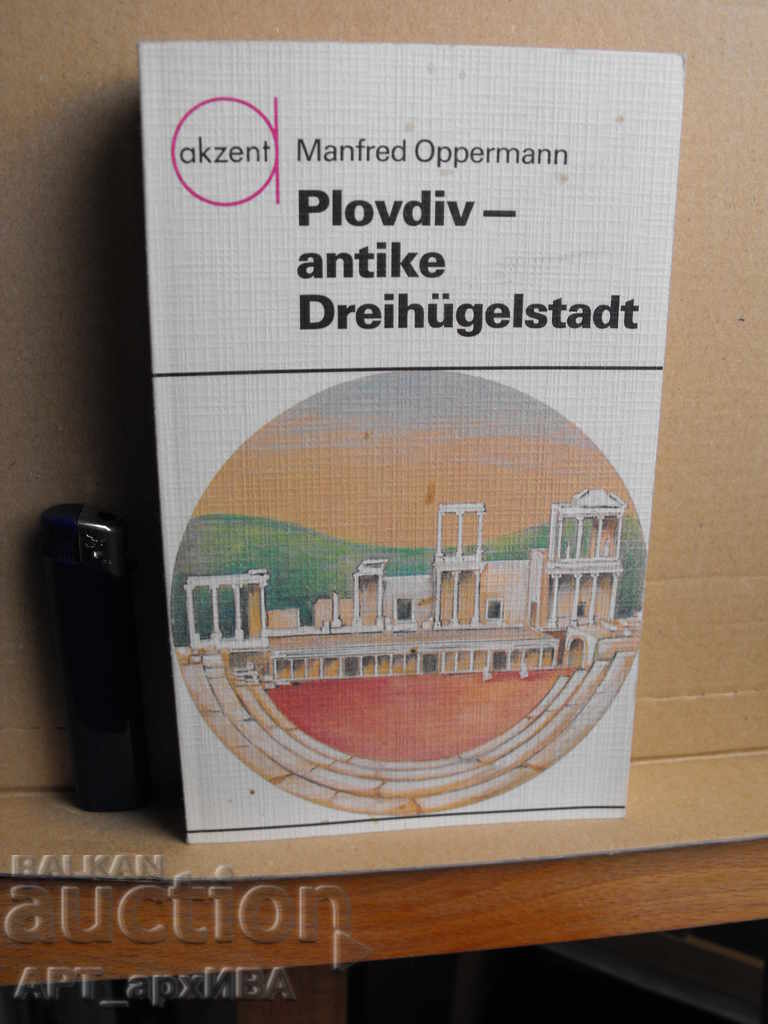 akzent
Manfred Oppermann
Plovdiv –
antike
Dreihügelstadt
BALKAN
auction
АРТ_архИВА